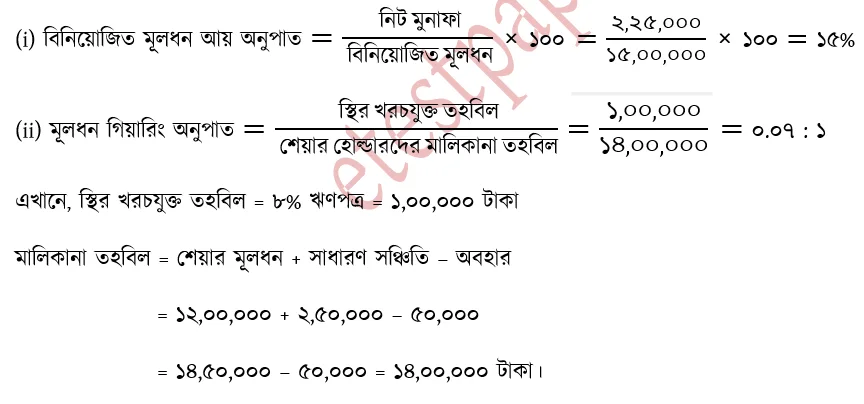 (i) বিনিয়োজিত মূলধন আয় অনুপাত = নিট মুনাফা / বিনিয়োজিত মূলধন × ১০০ = ২,২৫,০০০ / ১৫,০০,০০০ × ১০০ = ১৫%
(ii) মূলধন গিয়ারিং অনুপাত = স্থির খরচযুক্ত তহবিল / শেয়ার হোল্ডারদের মালিকানা তহবিল = ১,০০,০০০ / ১৪,০০,০০০ = ০.০৭ : ১
এখানে, স্থির খরচযুক্ত তহবিল = ৮% ঋণপত্র = ১,০০,০০০ টাকা
মালিকানা তহবিল = শেয়ার মূলধন + সাধারণ সঞ্চিতি – অবহার
= ১২,০০,০০০ + ২,৫০,০০০ – ৫০,০০০
= ১৪,৫০,০০০ – ৫০,০০০ = ১৪,০০,০০০ টাকা।